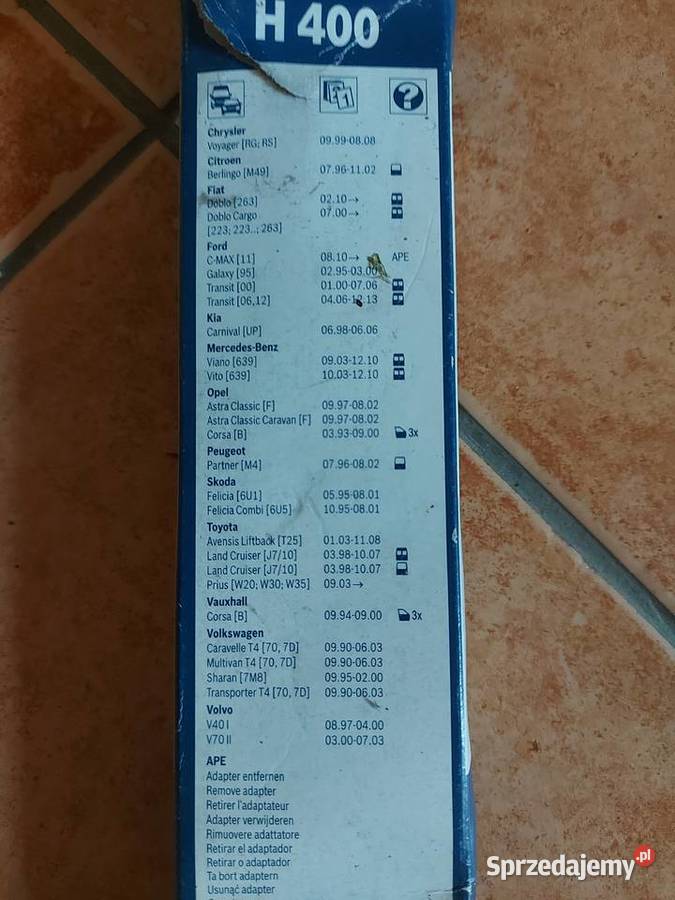 H 400
Chrysler
Voyager [RG; RS] 09.99-08.08
Citroen
Berlingo [M49] 07.96-11.02
Fiat
Doblo [263] 02.10→
Doblo Cargo 07.00→
[223; 223..; 263]
Ford
C-MAX [11] 08.10→ APE
Galaxy [95] 02.95-03.00
Transit [00] 01.00-07.06
Transit [06,12] 04.06-12.13
Kia
Carnival [UP] 06.98-06.06
Mercedes-Benz
Viano [639] 09.03-12.10
Vito [639] 10.03-12.10
Opel
Astra Classic [F] 09.97-08.02
Astra Classic Caravan [F] 09.97-08.02
Corsa [B] 03.93-09.00 3x
Peugeot
Partner [M4] 07.96-08.02
Skoda
Felicia [6U1] 05.95-08.01
Felicia Combi [6U5] 10.95-08.01
Toyota
Avensis Liftback [T25] 01.03-11.08
Land Cruiser [J7/10] 03.98-10.07
Land Cruiser [J7/10] 03.98-10.07
Prius [W20; W30; W35] 09.03→
Vauxhall
Corsa [B] 09.94-09.00 3x
Volkswagen
Caravelle T4 [70, 7D] 09.90-06.03
Multivan T4 [70, 7D] 09.90-06.03
Sharan [7M8] 09.95-02.00
Transporter T4 [70, 7D] 09.90-06.03
Volvo
V40 I 08.97-04.00
V70 II 03.00-07.03
APE
Adapter entfernen
Remove adapter
Retirer l'adaptateur
Adapter verwijderen
Rimuovere adattatore
Retirar el adaptador
Retirar o adaptador
Ta bort adaptern
Usunąć adapter
Sprzedajemy.pl